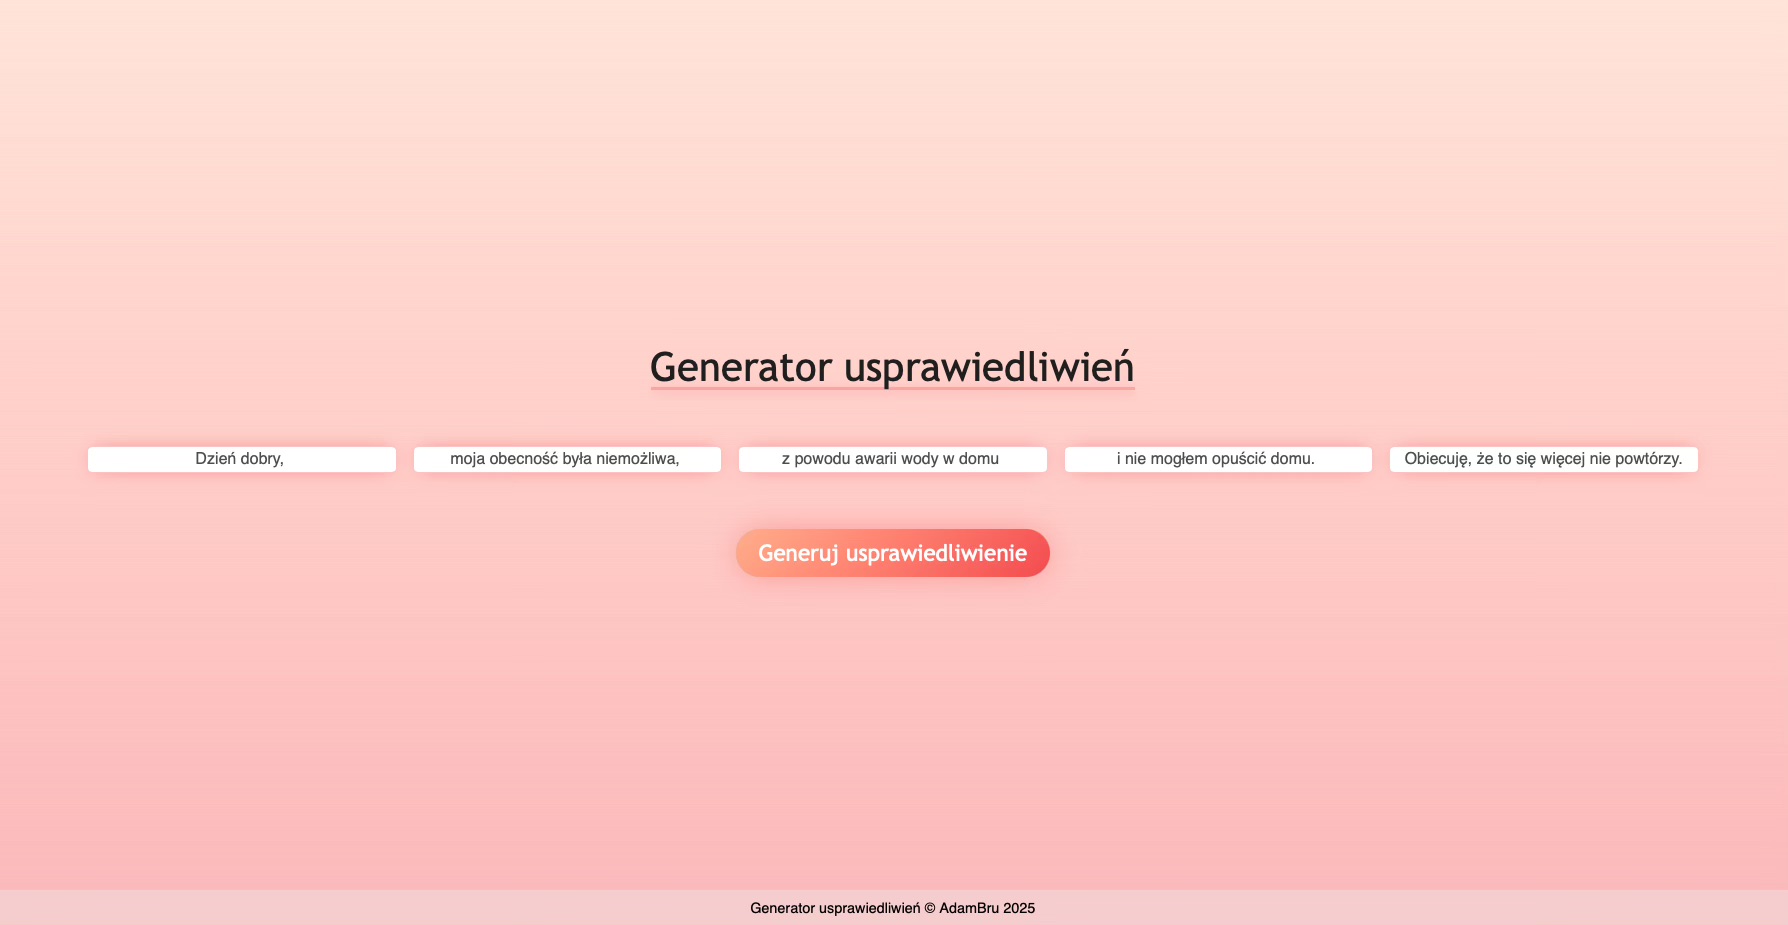 Generator usprawiedliwień
Dzień dobry,
moja obecność była niemożliwa,
z powodu awarii wody w domu
i nie mogłem opuścić domu.
Obiecuję, że to się więcej nie powtórzy.
Generuj usprawiedliwienie
Generator usprawiedliwień © AdamBru 2025